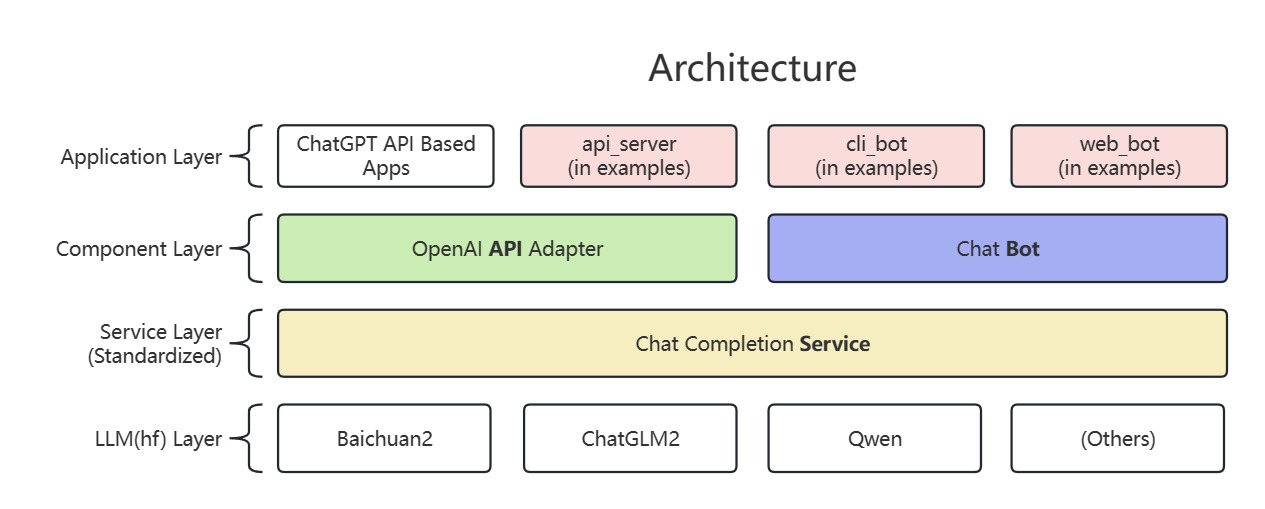 Architecture
Application Layer
ChatGPT API Based
Apps
api_server
(in examples)
cli_bot
(in examples)
web_bot
(in examples)
Component Layer
OpenAI API Adapter
Chat Bot
Service Layer
(Standardized)
Chat Completion Service
LLM(hf) Layer
Baichuan2
ChatGLM2
Qwen
(Others)